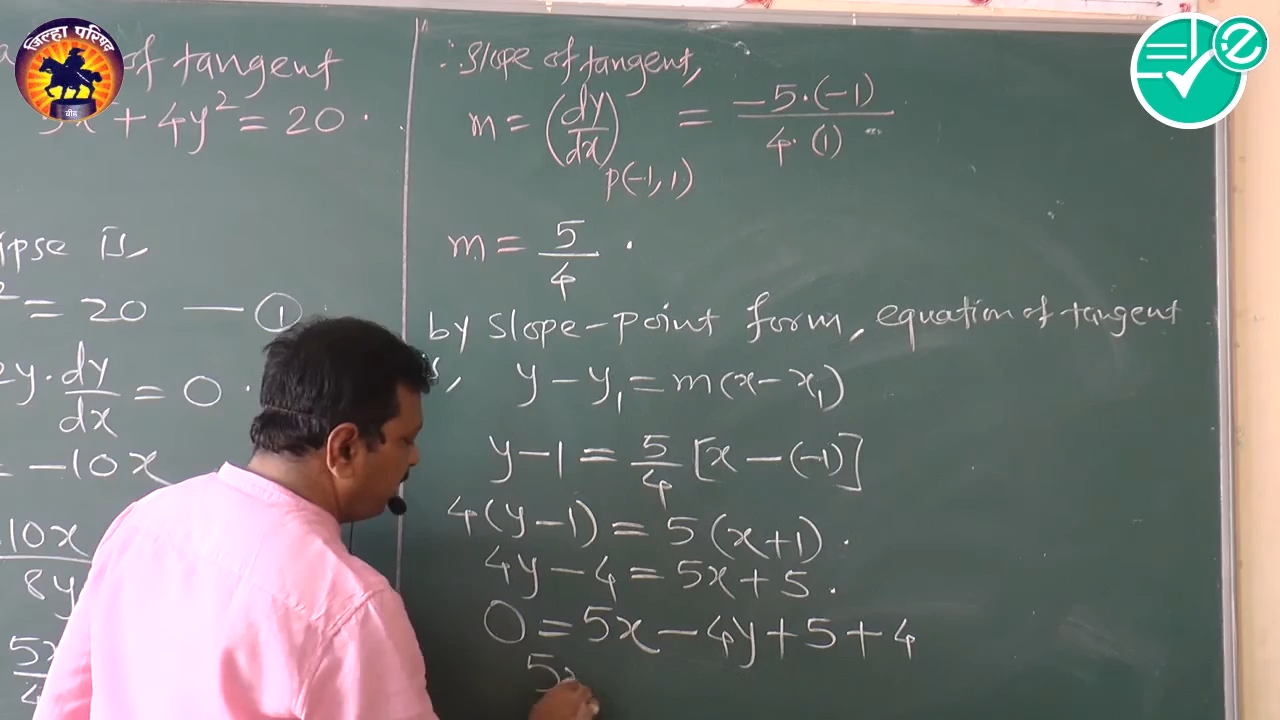 जिल्हा परिषद
बीड
of tangent
5x² + 4y² = 20 .
ipse is,
² = 20 — ①
2y. dy/dx = 0 .
= -10x
10x/8y
5x/4
∴ slope of tangent,
m = (dy/dx) P(-1, 1) = -5.(-1) / 4.(1)
m = 5/4 .
by slope-point form, equation of tangent
y - y₁ = m(x - x₁)
y - 1 = 5/4 [x - (-1)]
4(y - 1) = 5(x + 1) .
4y - 4 = 5x + 5 .
0 = 5x - 4y + 5 + 4
5x